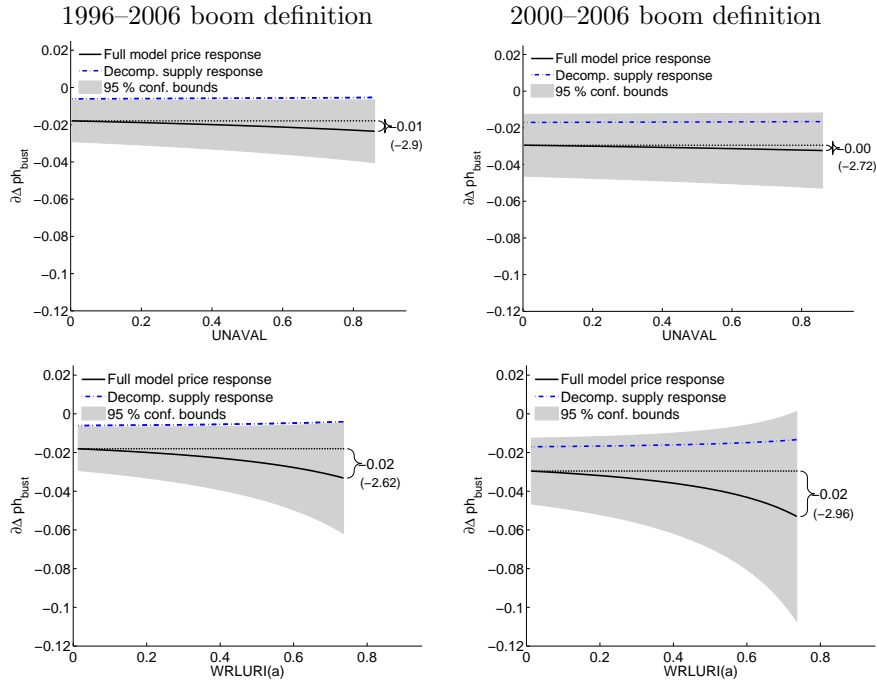 1996–2006 boom definition
0.02
0
−0.02
−0.04
−0.06
−0.08
−0.1
−0.12
∂Δ ph_bust
Full model price response
Decomp. supply response
95 % conf. bounds
−0.01
(−2.9)
0 0.2 0.4 0.6 0.8
UNAVAL
2000–2006 boom definition
0.02
0
−0.02
−0.04
−0.06
−0.08
−0.1
−0.12
∂Δ ph_bust
Full model price response
Decomp. supply response
95 % conf. bounds
−0.00
(−2.72)
0 0.2 0.4 0.6 0.8
UNAVAL
0.02
0
−0.02
−0.04
−0.06
−0.08
−0.1
−0.12
∂Δ ph_bust
Full model price response
Decomp. supply response
95 % conf. bounds
−0.02
(−2.62)
0 0.2 0.4 0.6 0.8
WRLURI(a)
0.02
0
−0.02
−0.04
−0.06
−0.08
−0.1
−0.12
∂Δ ph_bust
Full model price response
Decomp. supply response
95 % conf. bounds
−0.02
(−2.96)
0 0.2 0.4 0.6 0.8
WRLURI(a)